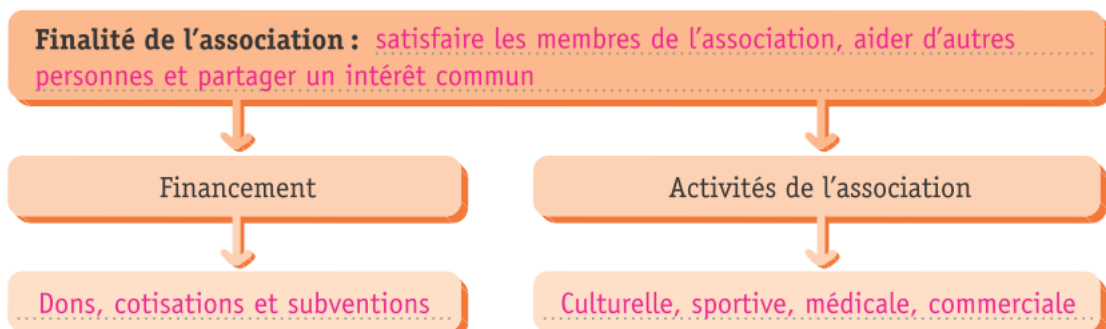 Finalité de l'association : satisfaire les membres de l'association, aider d'autres
personnes et partager un intérêt commun
Financement
Activités de l'association
Dons, cotisations et subventions
Culturelle, sportive, médicale, commerciale